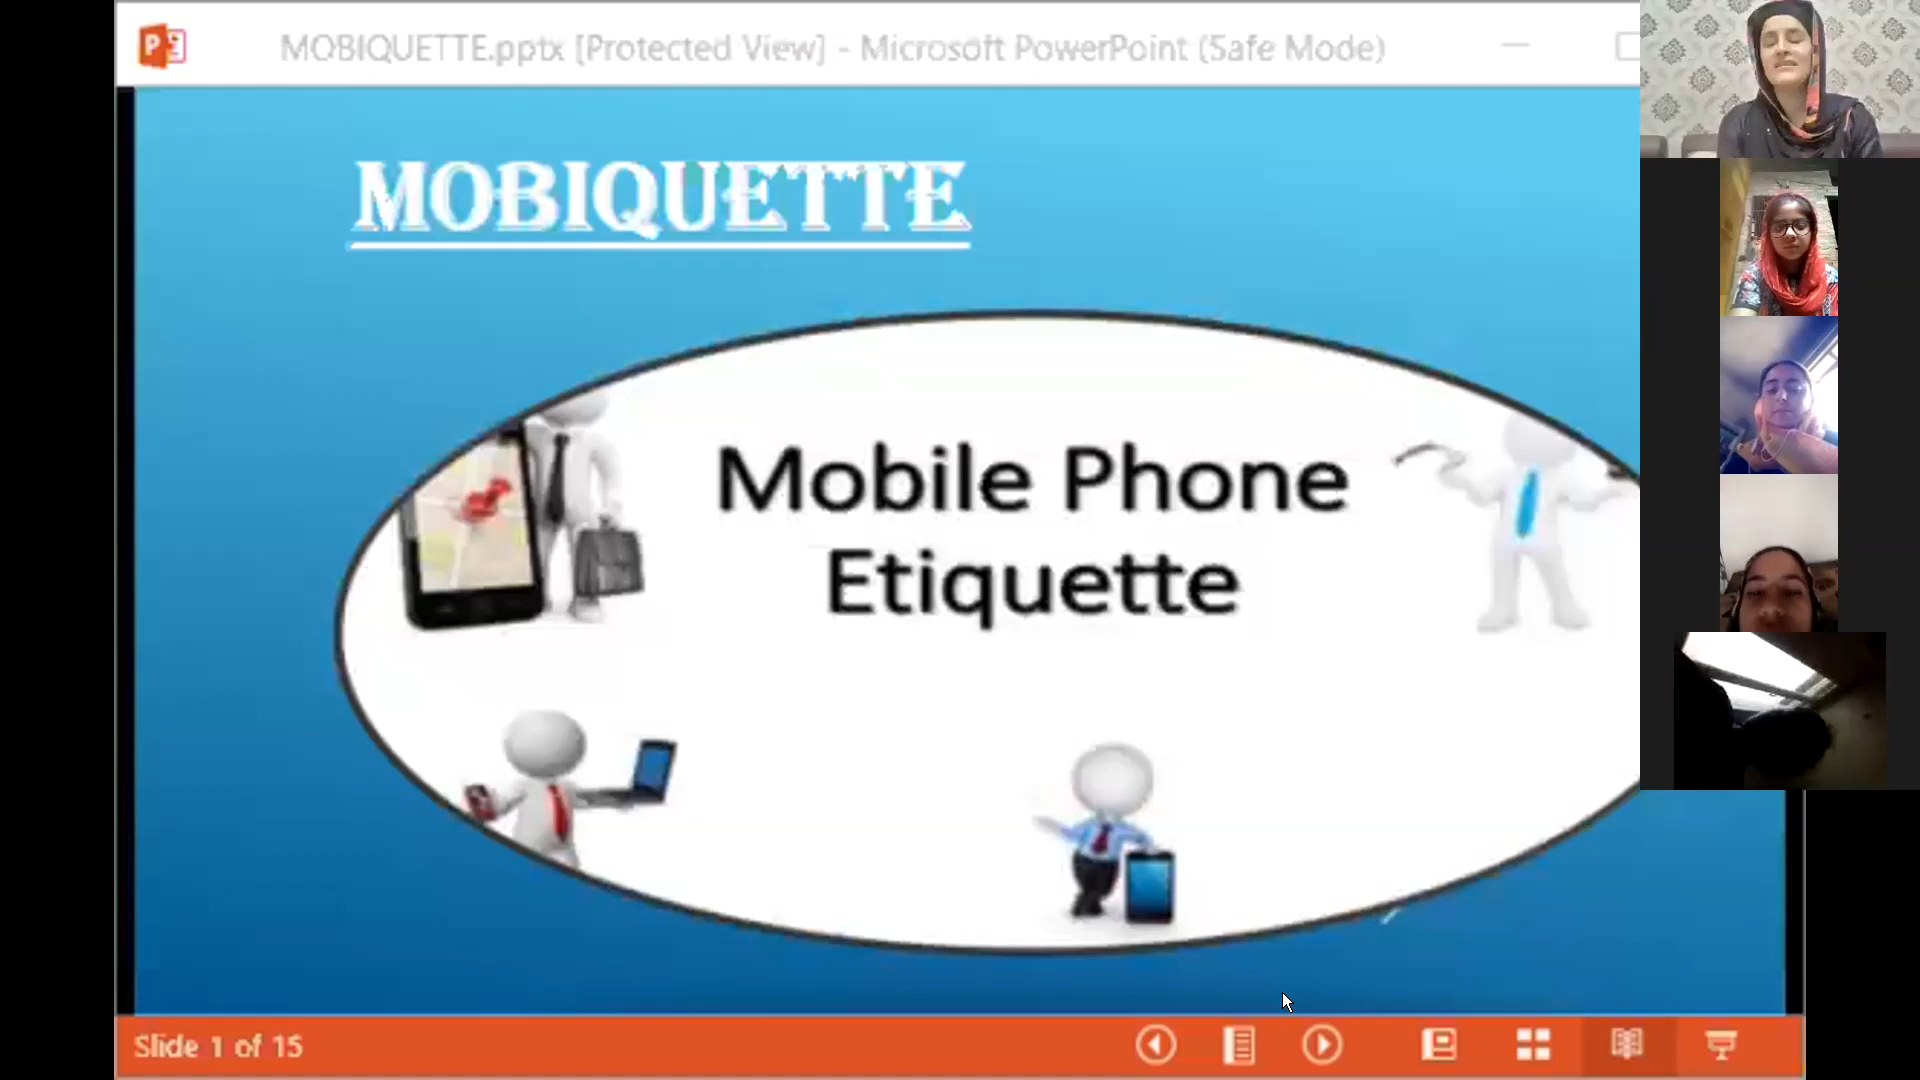 MOBIQUETTE.pptx [Protected View] - Microsoft PowerPoint (Safe Mode)
MOBIQUETTE
Mobile Phone
Etiquette
Slide 1 of 15